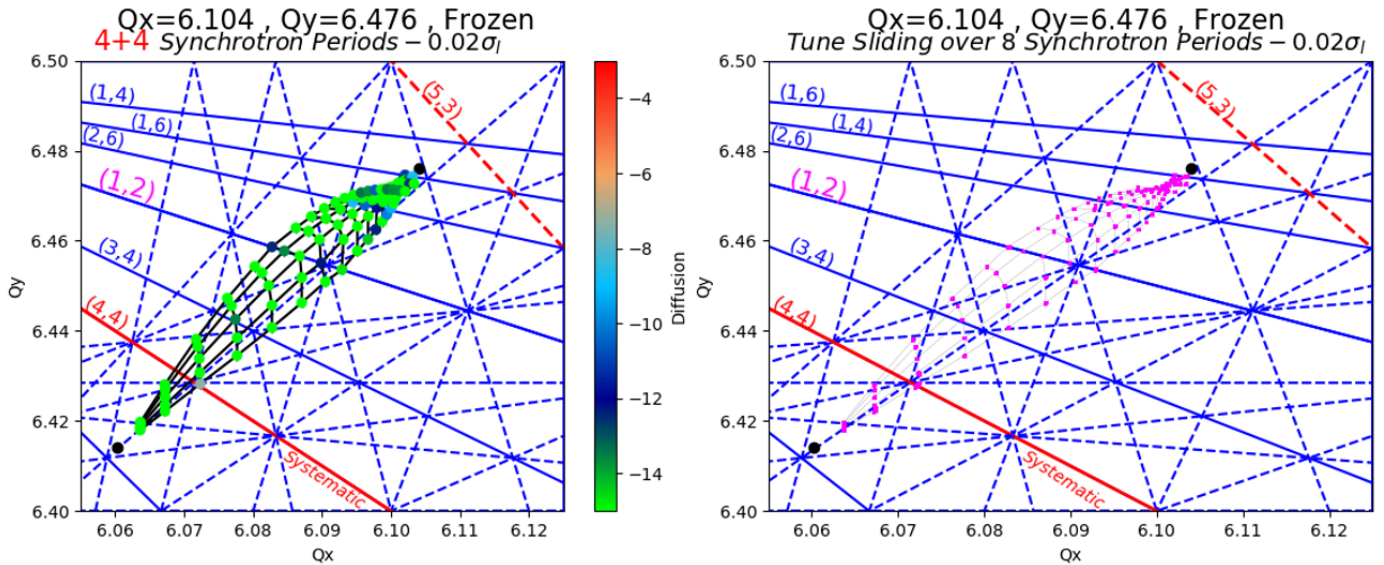 Qx=6.104 , Qy=6.476 , Frozen
4+4 Synchrotron Periods − 0.02σl
6.50
6.48
6.46
6.44
6.42
6.40
Qy
(1,4)
(1,6)
(2,6)
(1,2)
(3,4)
(4,4)
(5,3)
Systematic
6.06 6.07 6.08 6.09 6.10 6.11 6.12
Qx
−4
−6
−8
−10
−12
−14
Diffusion
Qx=6.104 , Qy=6.476 , Frozen
Tune Sliding over 8 Synchrotron Periods − 0.02σl
6.50
6.48
6.46
6.44
6.42
6.40
Qy
(1,6)
(1,4)
(2,6)
(1,2)
(3,4)
(4,4)
(5,3)
Systematic
6.06 6.07 6.08 6.09 6.10 6.11 6.12
Qx